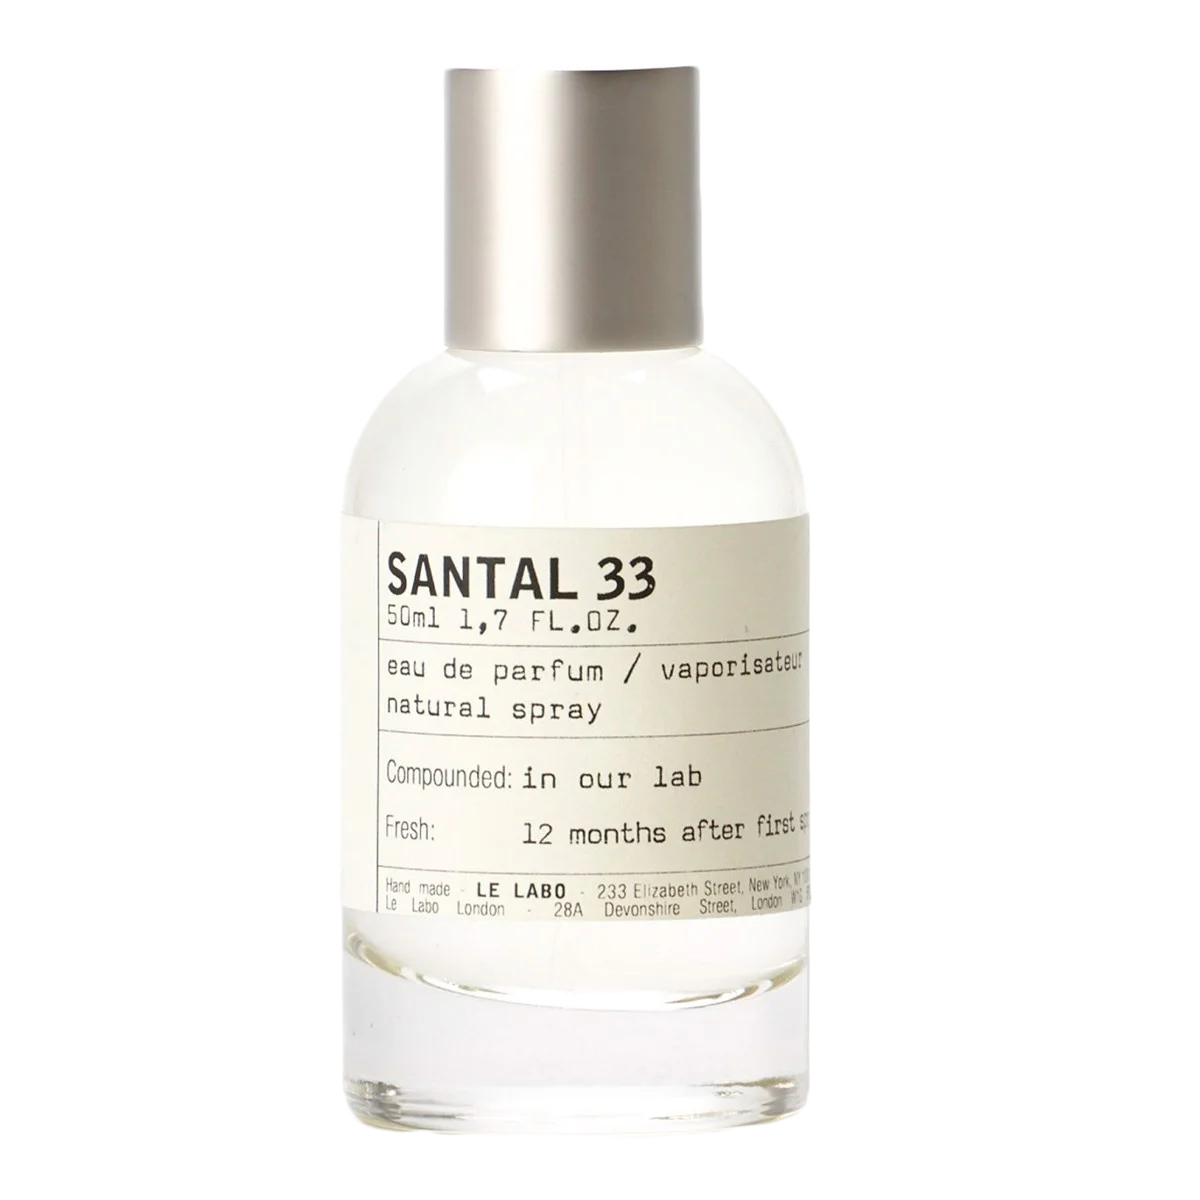 SANTAL 33
50ml 1,7 FL.OZ.
eau de parfum / vaporisateur
natural spray
Compounded: in our lab
Fresh: 12 months after first
Hand made - LE LABO - 233 Elizabeth Street, New York, NY
Le Labo London - 28A Devonshire Street, London W1G